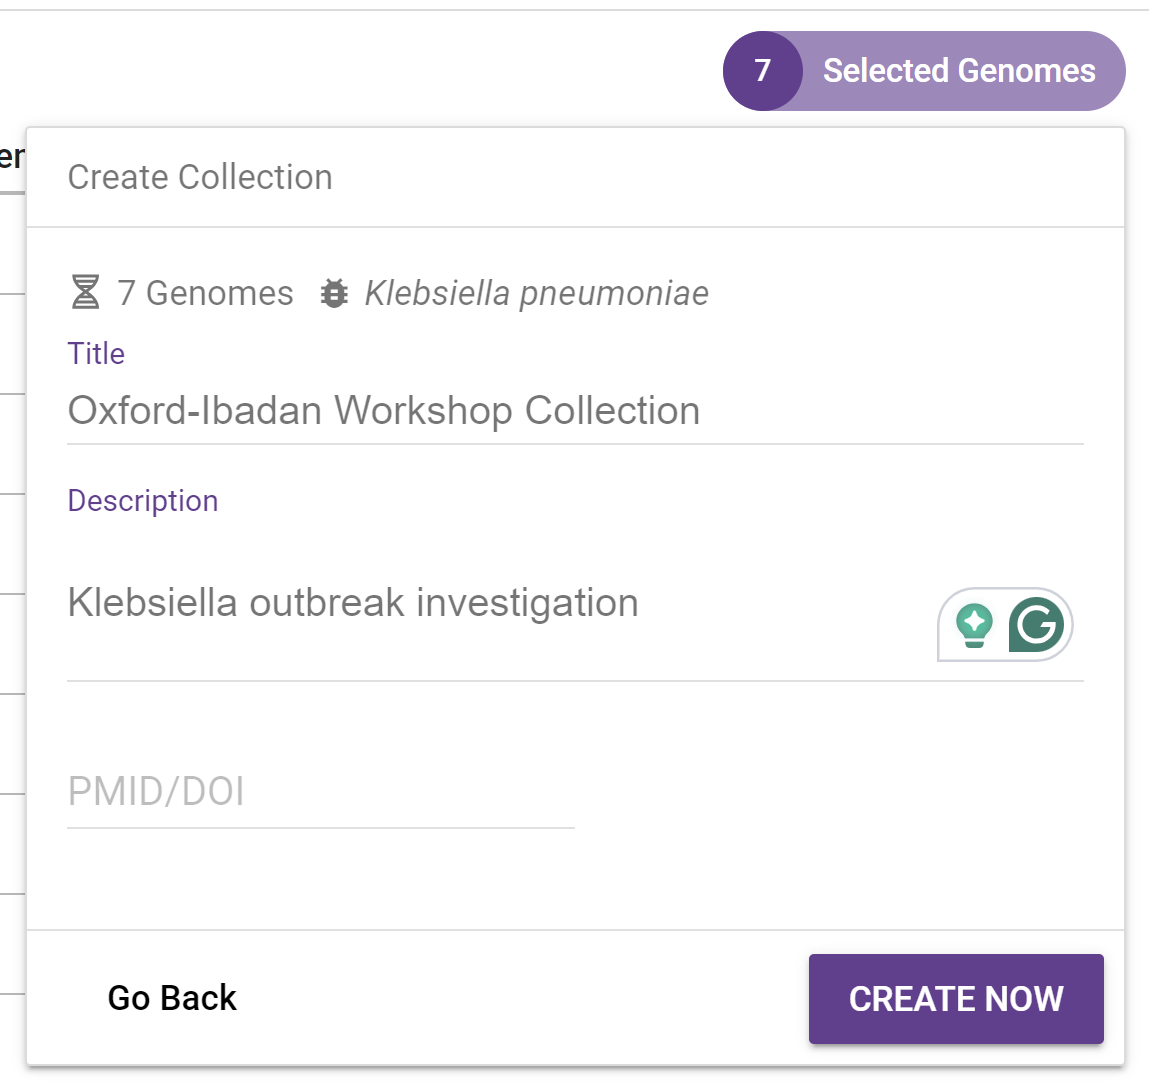 7 Selected Genomes
er
Create Collection
7 Genomes Klebsiella pneumoniae
Title
Oxford-Ibadan Workshop Collection
Description
Klebsiella outbreak investigation
PMID/DOI
Go Back CREATE NOW